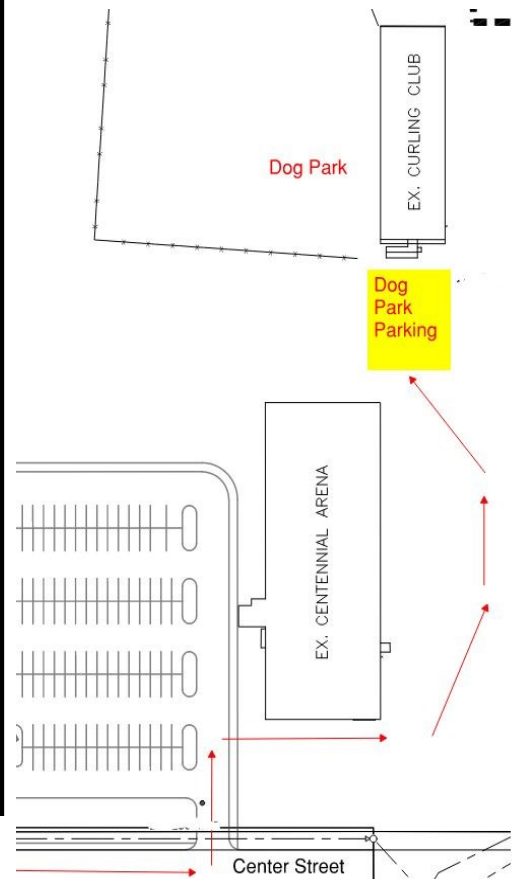 EX. CURLING CLUB
Dog Park
Dog
Park
Parking
EX. CENTENNIAL ARENA
Center Street